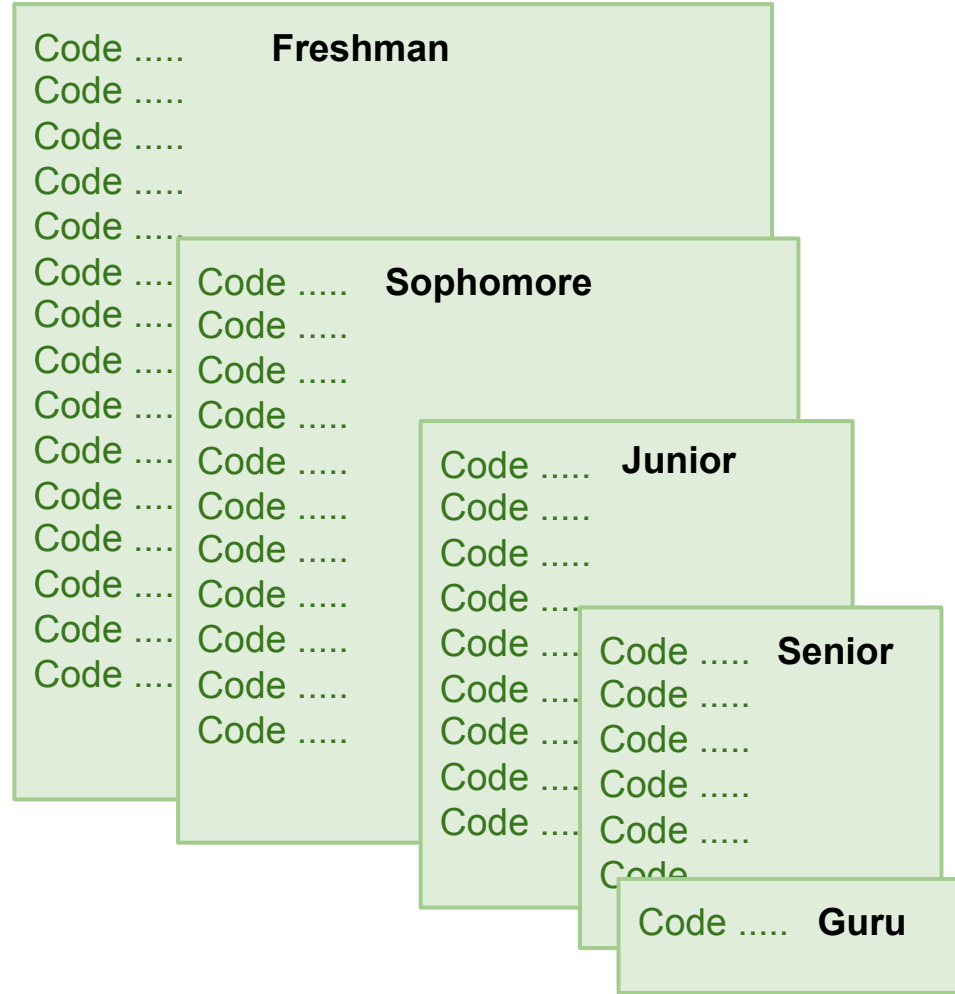 Code ..... Freshman
Code .....
Code .....
Code .....
Code .....
Code ....
Code ....
Code ....
Code ....
Code ....
Code ....
Code ....
Code ....
Code ....
Code ....
Code ..... Sophomore
Code .....
Code .....
Code .....
Code .....
Code .....
Code .....
Code .....
Code .....
Code .....
Code .....
Code ..... Junior
Code .....
Code .....
Code ....
Code ....
Code ....
Code ....
Code ....
Code ....
Code ..... Senior
Code .....
Code .....
Code .....
Code .....
Code
Code ..... Guru